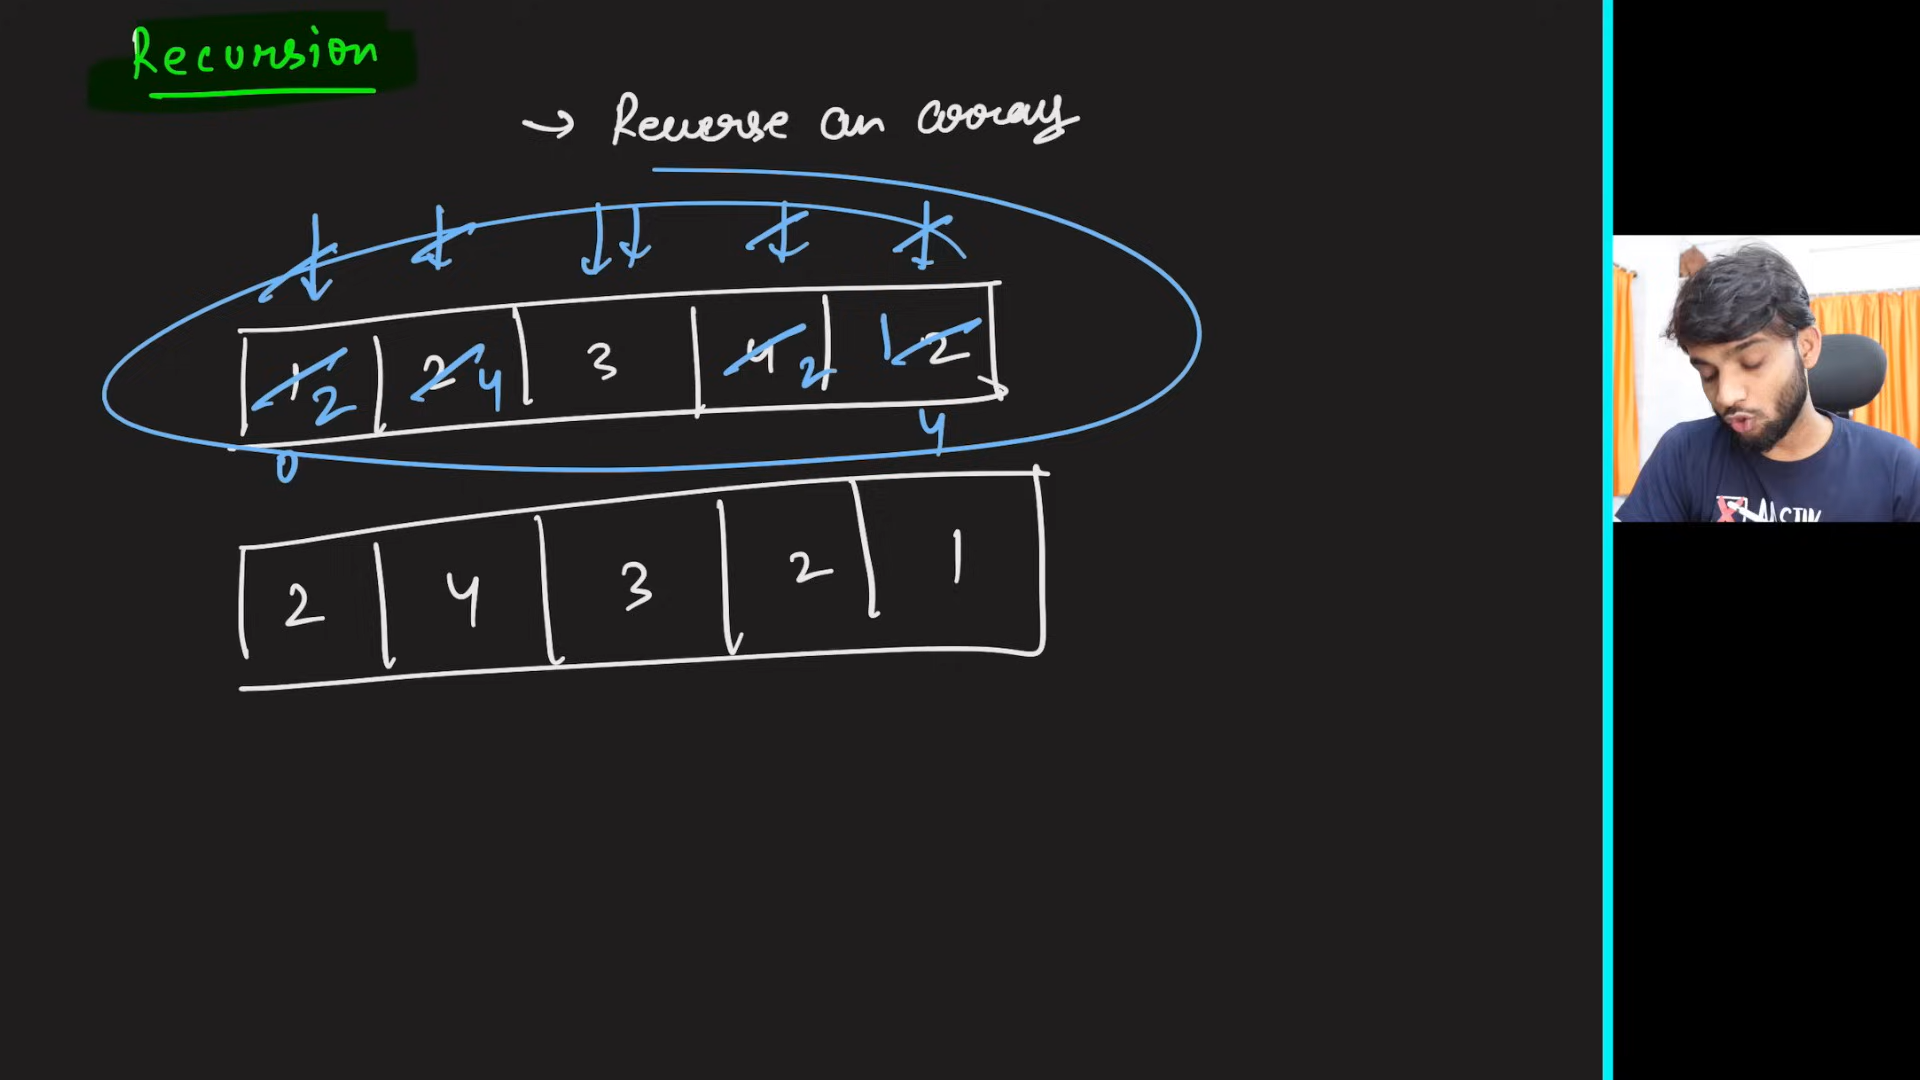 Recursion
→ Reverse an array
1 2 2 4 3 4 2 1 2
0 4
2 4 3 2 1